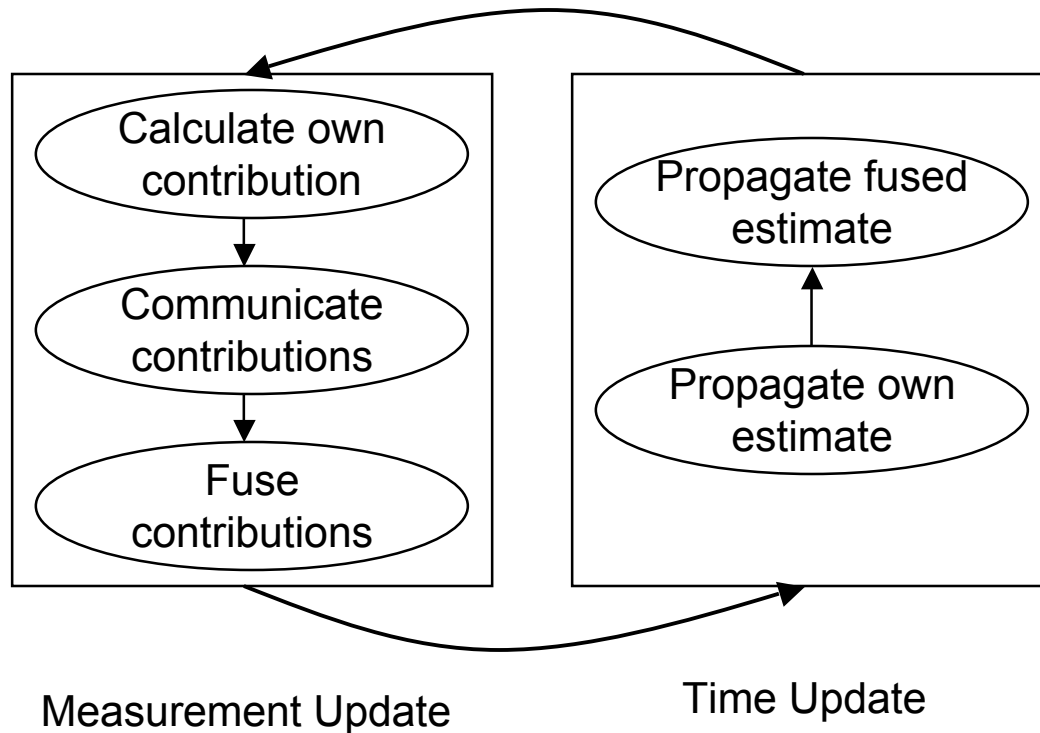 Calculate own
contribution
Communicate
contributions
Fuse
contributions
Propagate fused
estimate
Propagate own
estimate
Measurement Update
Time Update